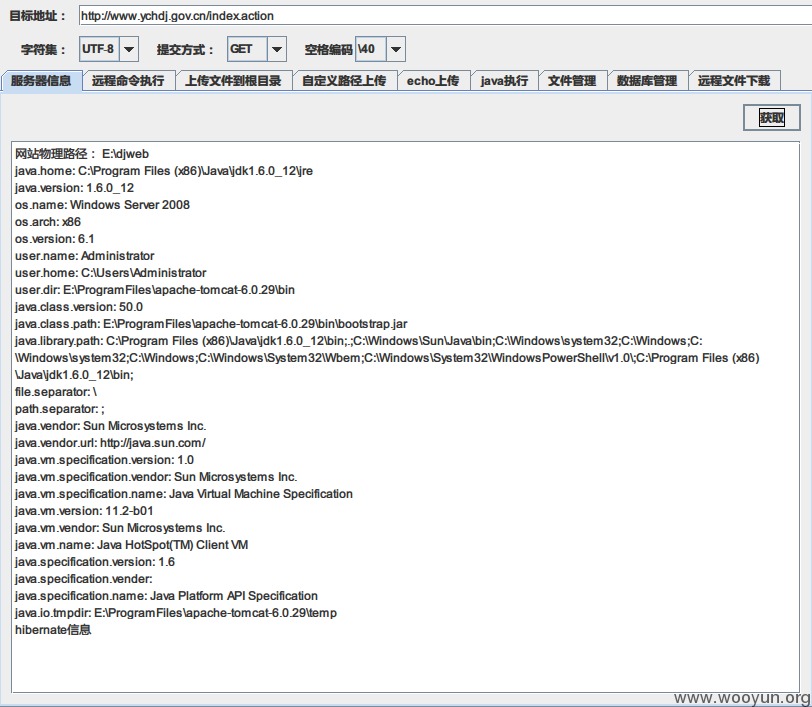 目标地址： http://www.ychdj.gov.cn/index.action
字符集： UTF-8 提交方式： GET 空格编码 \40
服务器信息 远程命令执行 上传文件到根目录 自定义路径上传 echo上传 java执行 文件管理 数据库管理 远程文件下载
获取
网站物理路径： E:\djweb
java.home: C:\Program Files (x86)\Java\jdk1.6.0_12\jre
java.version: 1.6.0_12
os.name: Windows Server 2008
os.arch: x86
os.version: 6.1
user.name: Administrator
user.home: C:\Users\Administrator
user.dir: E:\ProgramFiles\apache-tomcat-6.0.29\bin
java.class.version: 50.0
java.class.path: E:\ProgramFiles\apache-tomcat-6.0.29\bin\bootstrap.jar
java.library.path: C:\Program Files (x86)\Java\jdk1.6.0_12\bin;.;C:\Windows\Sun\Java\bin;C:\Windows\system32;C:\Windows;C:
\Windows\system32;C:\Windows;C:\Windows\System32\Wbem;C:\Windows\System32\WindowsPowerShell\v1.0\;C:\Program Files (x86)
\Java\jdk1.6.0_12\bin;
file.separator: \
path.separator: ;
java.vendor: Sun Microsystems Inc.
java.vendor.url: http://java.sun.com/
java.vm.specification.version: 1.0
java.vm.specification.vendor: Sun Microsystems Inc.
java.vm.specification.name: Java Virtual Machine Specification
java.vm.version: 11.2-b01
java.vm.vendor: Sun Microsystems Inc.
java.vm.name: Java HotSpot(TM) Client VM
java.specification.version: 1.6
java.specification.vender:
java.specification.name: Java Platform API Specification
java.io.tmpdir: E:\ProgramFiles\apache-tomcat-6.0.29\temp
hibernate信息
www.wooyun.org